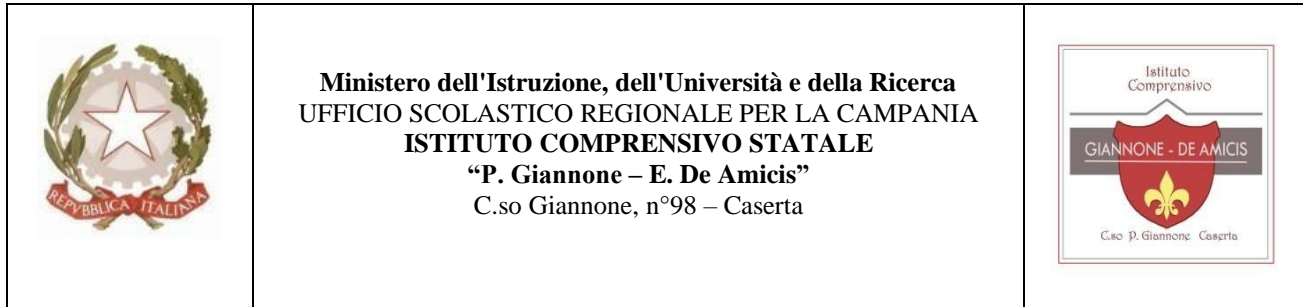 REPVBBLICA ITALIANA
Ministero dell'Istruzione, dell'Università e della Ricerca
UFFICIO SCOLASTICO REGIONALE PER LA CAMPANIA
ISTITUTO COMPRENSIVO STATALE
“P. Giannone – E. De Amicis”
C.so Giannone, n°98 – Caserta
Istituto
Comprensivo
GIANNONE - DE AMICIS
C.so P. Giannone Caserta